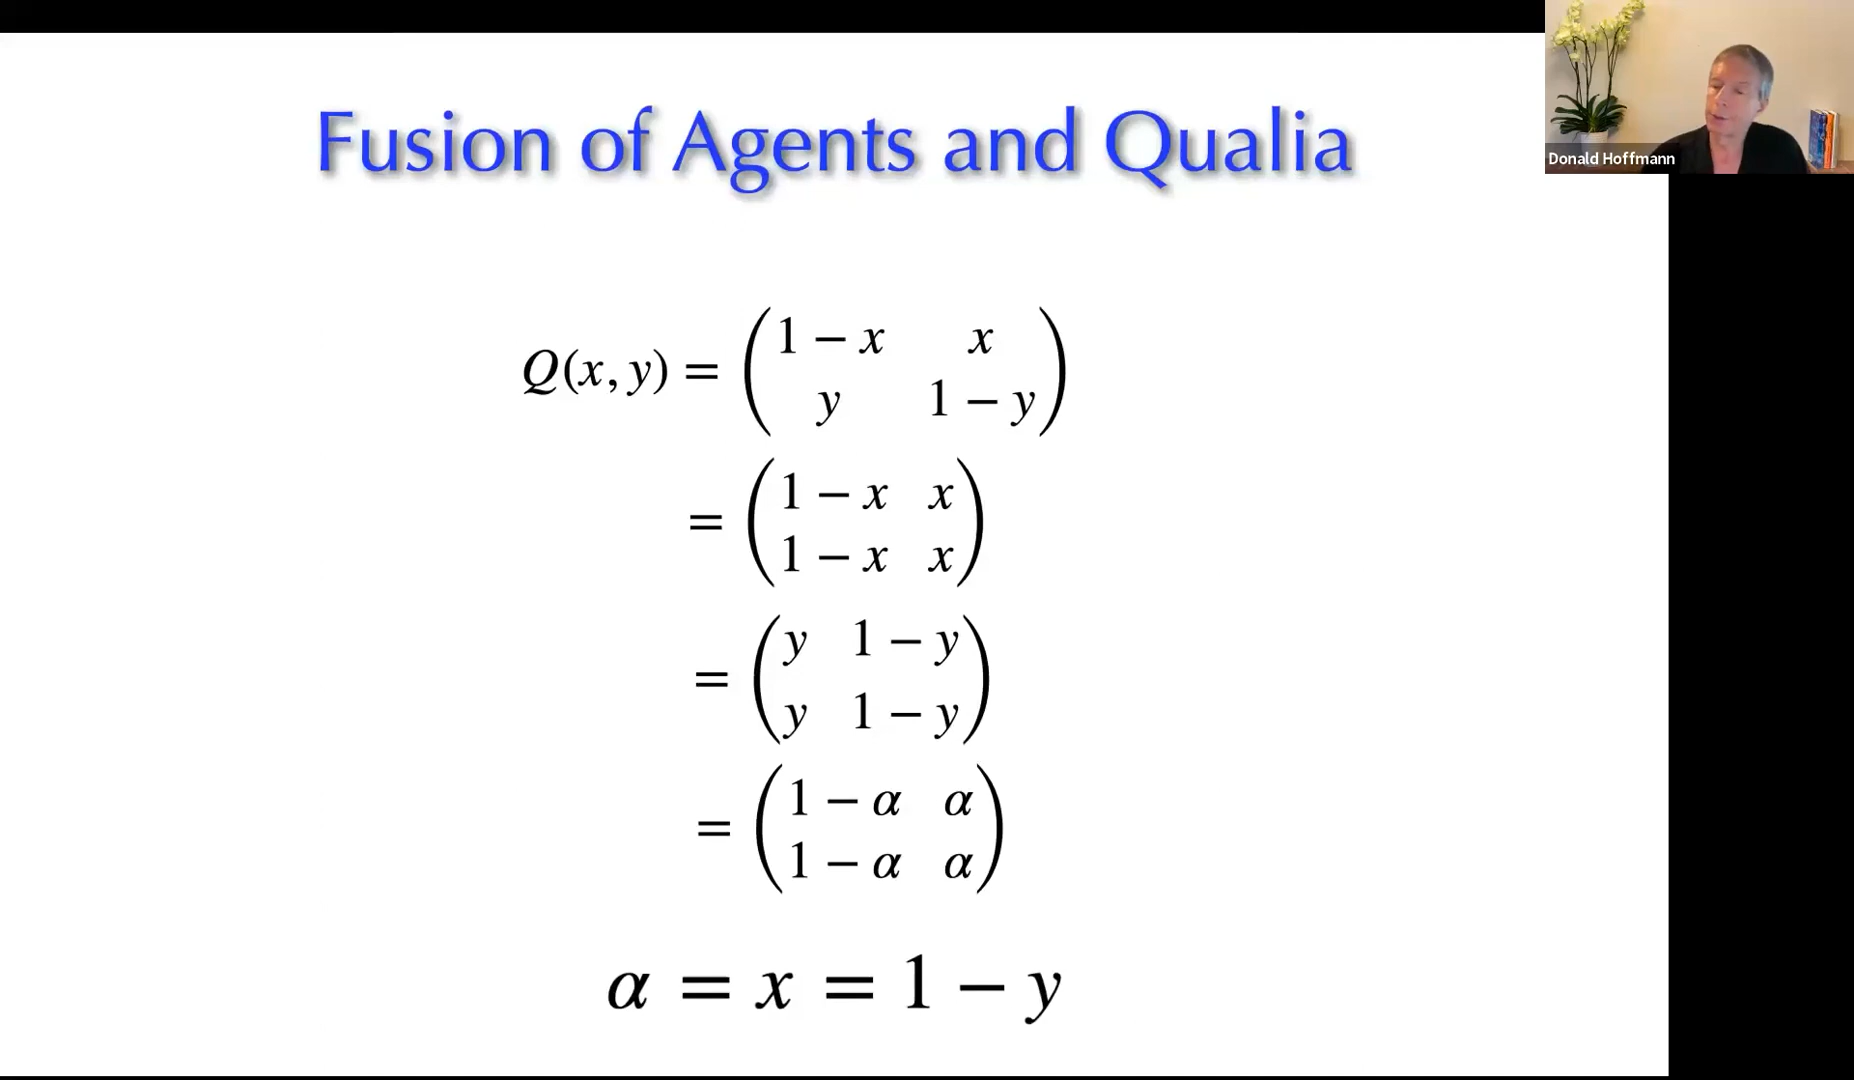 Fusion of Agents and Qualia
Donald Hoffmann
Q(x, y) = (1 − x x
y 1 − y)
= (1 − x x
1 − x x)
= (y 1 − y
y 1 − y)
= (1 − α α
1 − α α)
α = x = 1 − y